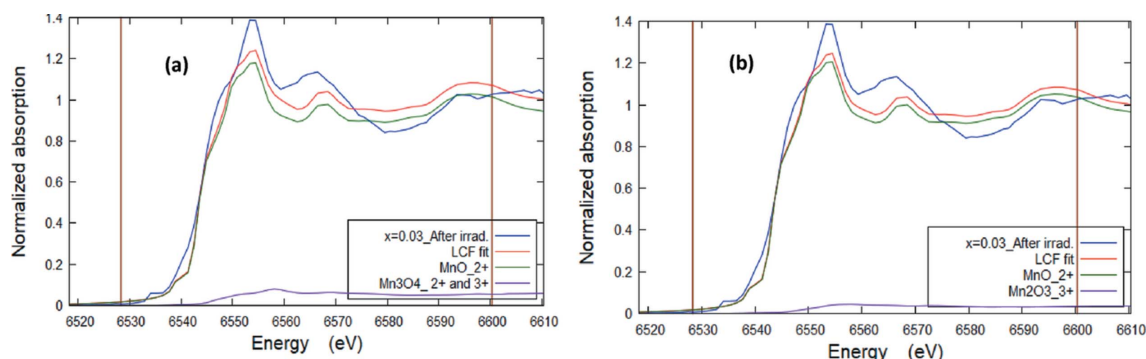 1.4
(a)
1.2
1
0.8
0.6
0.4
0.2
0
Normalized absorption
x=0.03_After irrad.
LCF fit
MnO_2+
Mn3O4_ 2+ and 3+
6520 6530 6540 6550 6560 6570 6580 6590 6600 6610
Energy (eV)
1.4
(b)
1.2
1
0.8
0.6
0.4
0.2
0
Normalized absorption
x=0.03_After irrad.
LCF fit
MnO_2+
Mn2O3_3+
6520 6530 6540 6550 6560 6570 6580 6590 6600 6610
Energy (eV)